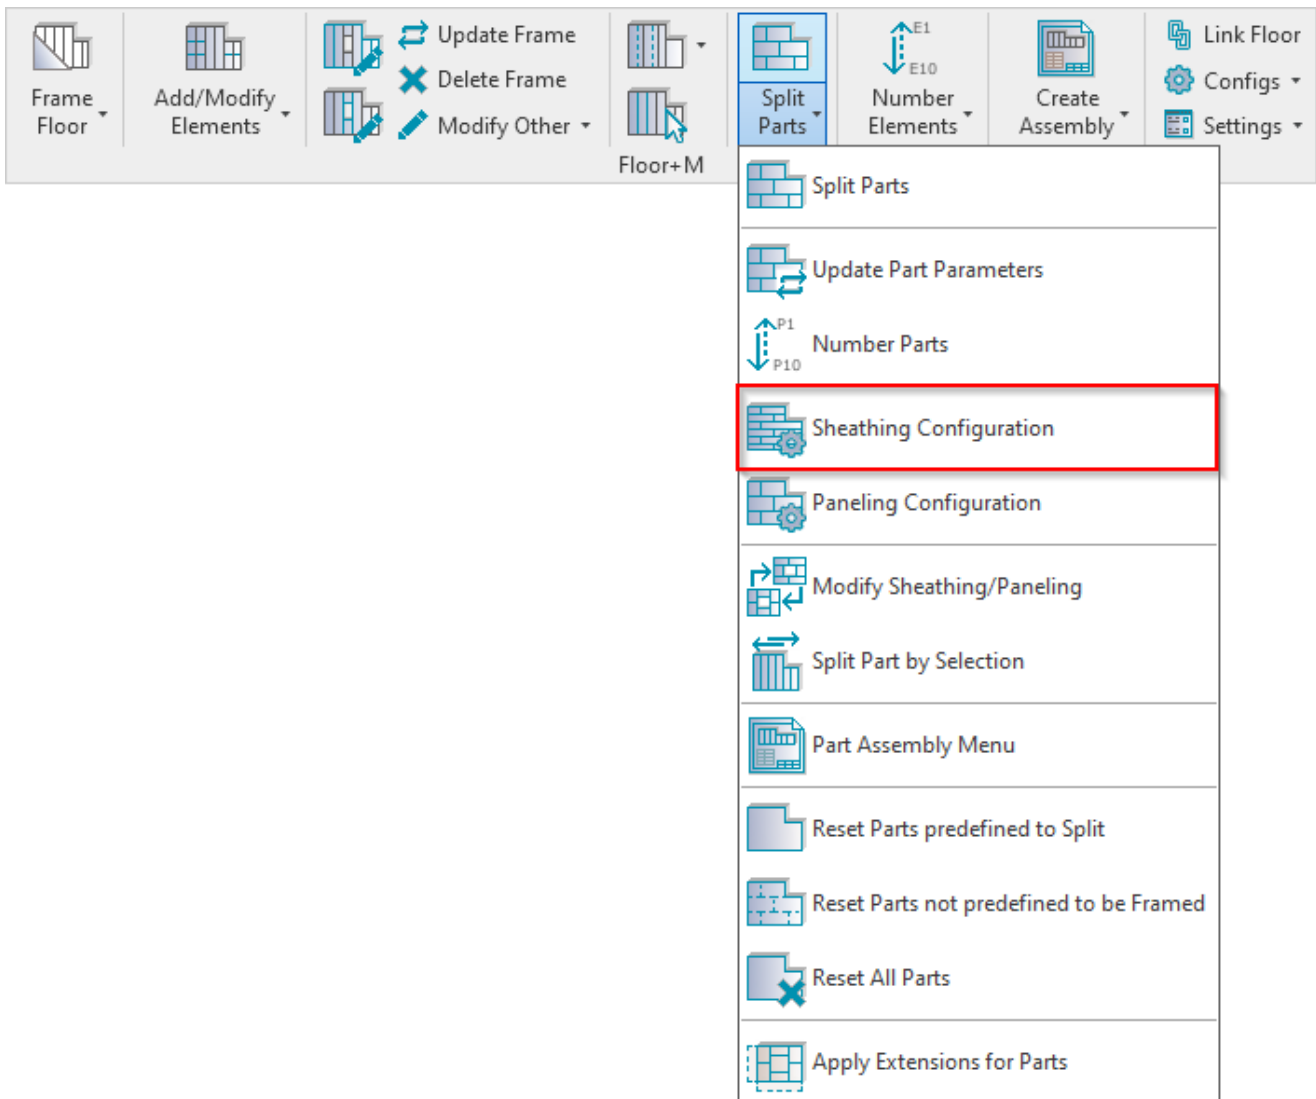 Frame
Floor
Add/Modify
Elements
Update Frame
Delete Frame
Modify Other
Floor+M
Split
Parts
E1
E10
Number
Elements
Create
Assembly
Link Floor
Configs
Settings
Split Parts
Update Part Parameters
P1
P10
Number Parts
Sheathing Configuration
Paneling Configuration
Modify Sheathing/Paneling
Split Part by Selection
Part Assembly Menu
Reset Parts predefined to Split
Reset Parts not predefined to be Framed
Reset All Parts
Apply Extensions for Parts